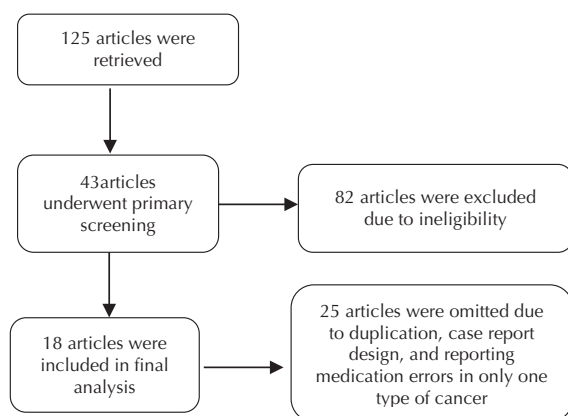 125 articles were
retrieved
43articles
underwent primary
screening
82 articles were excluded
due to ineligibility
18 articles were
included in final
analysis
25 articles were omitted due
to duplication, case report
design, and reporting
medication errors in only one
type of cancer